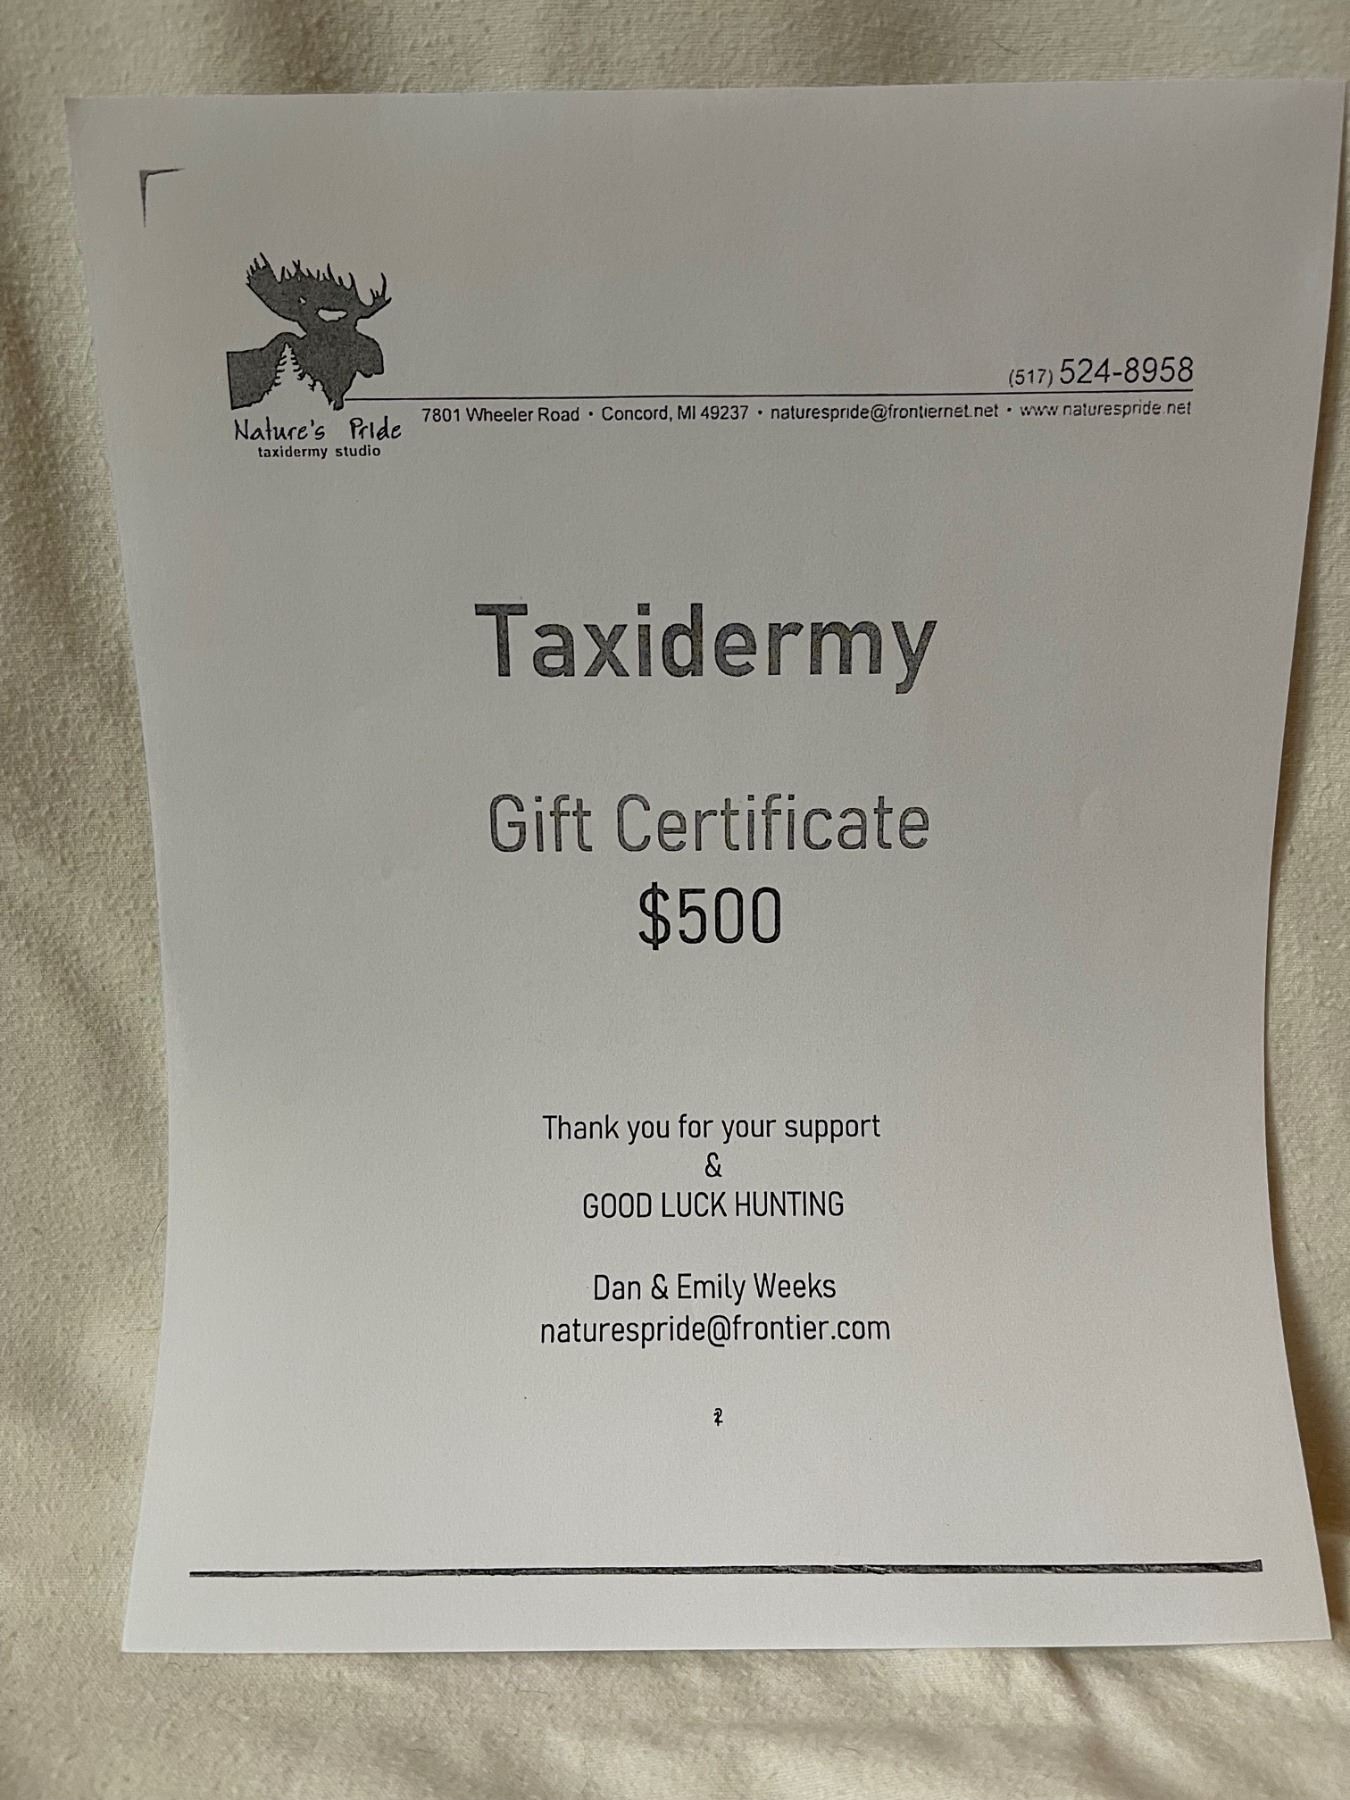 (517) 524-8958
7801 Wheeler Road • Concord, MI 49237 • naturespride@frontiernet.net • www.naturespride.net
Nature's Pride
taxidermy studio
Taxidermy
Gift Certificate
$500
Thank you for your support
&
GOOD LUCK HUNTING
Dan & Emily Weeks
naturespride@frontier.com